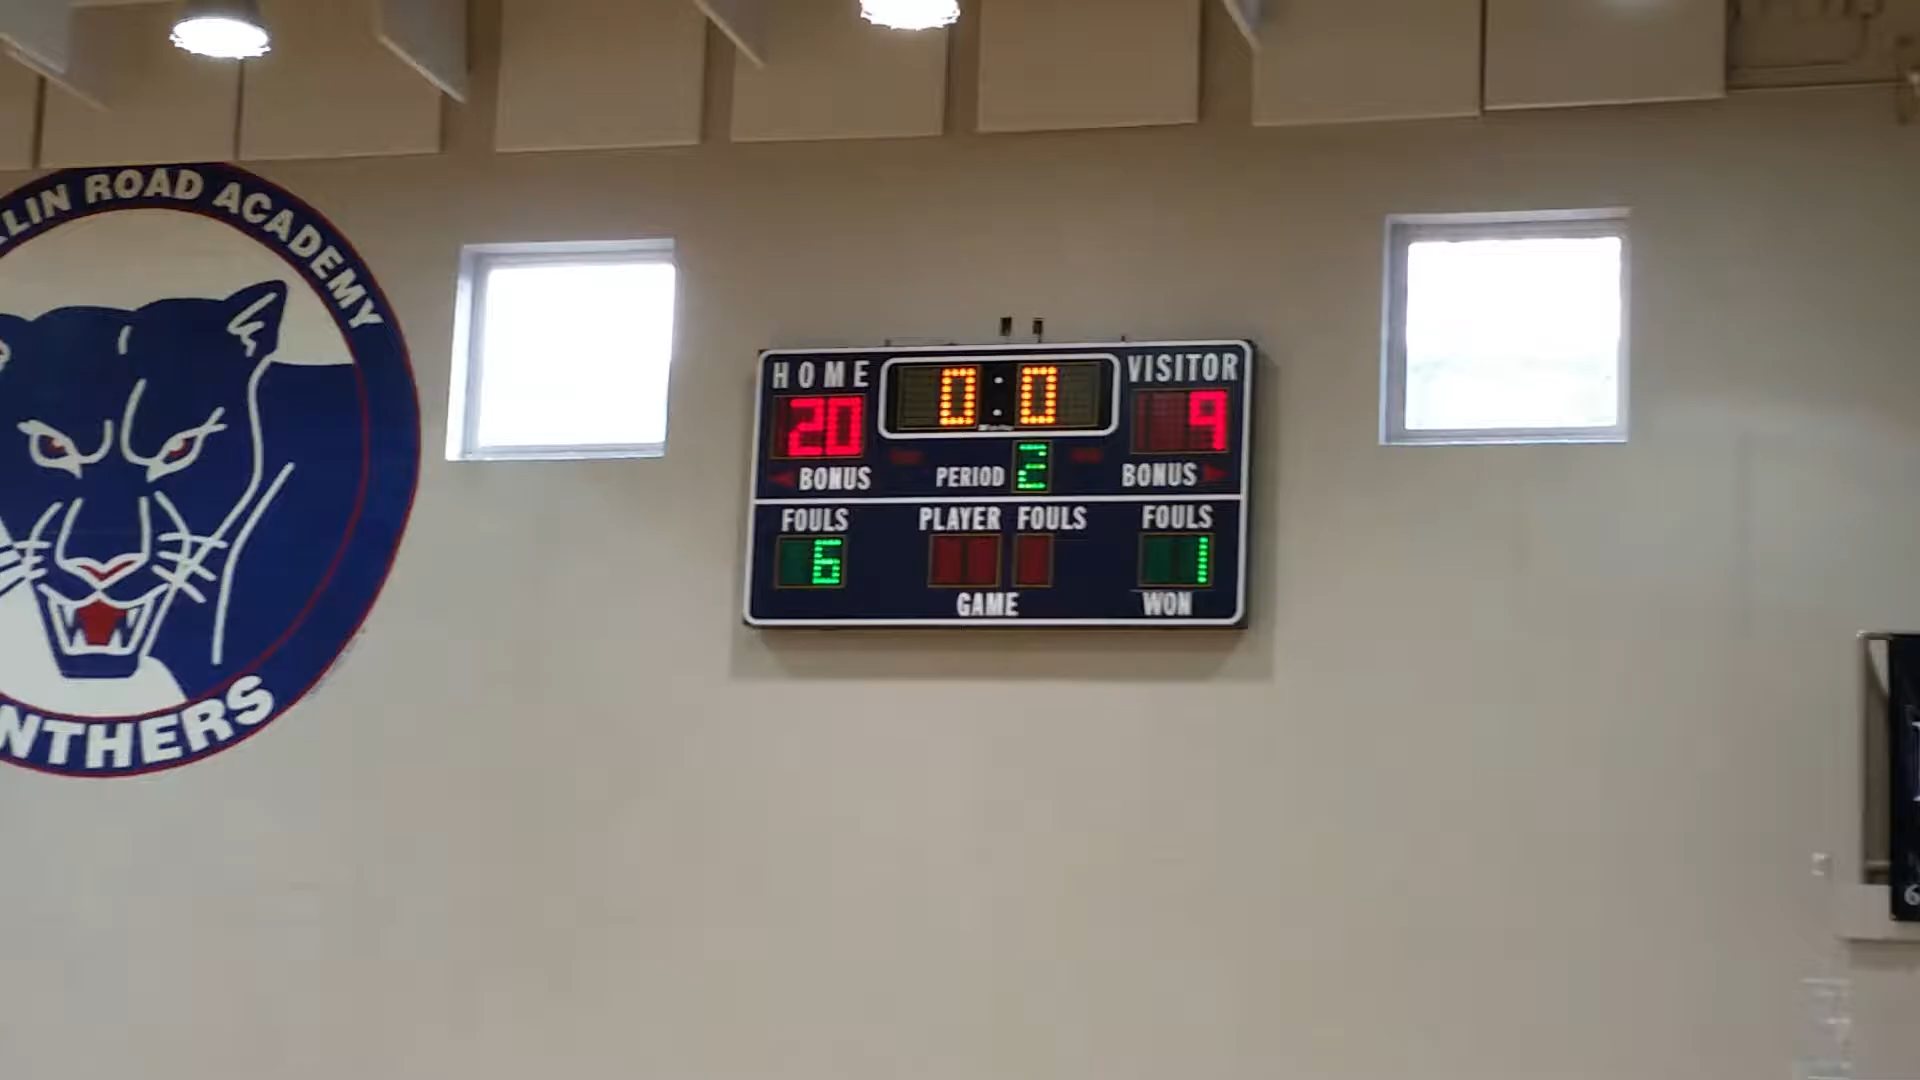 LIN ROAD ACADEMY
NTHERS
HOME 0:0 VISITOR
20 9
BONUS PERIOD 2 BONUS
FOULS PLAYER FOULS FOULS
6 1
GAME WON
6